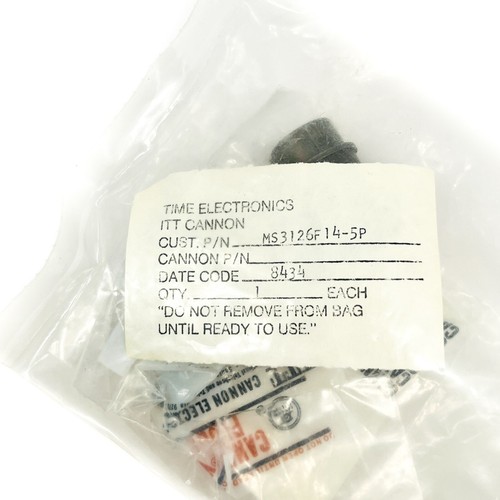 TIME ELECTRONICS
ITT CANNON
CUST. P/N MS3126F14-5P
CANNON P/N
DATE CODE 8434
QTY. 1 EACH
"DO NOT REMOVE FROM BAG
UNTIL READY TO USE."
CANNON ELECT